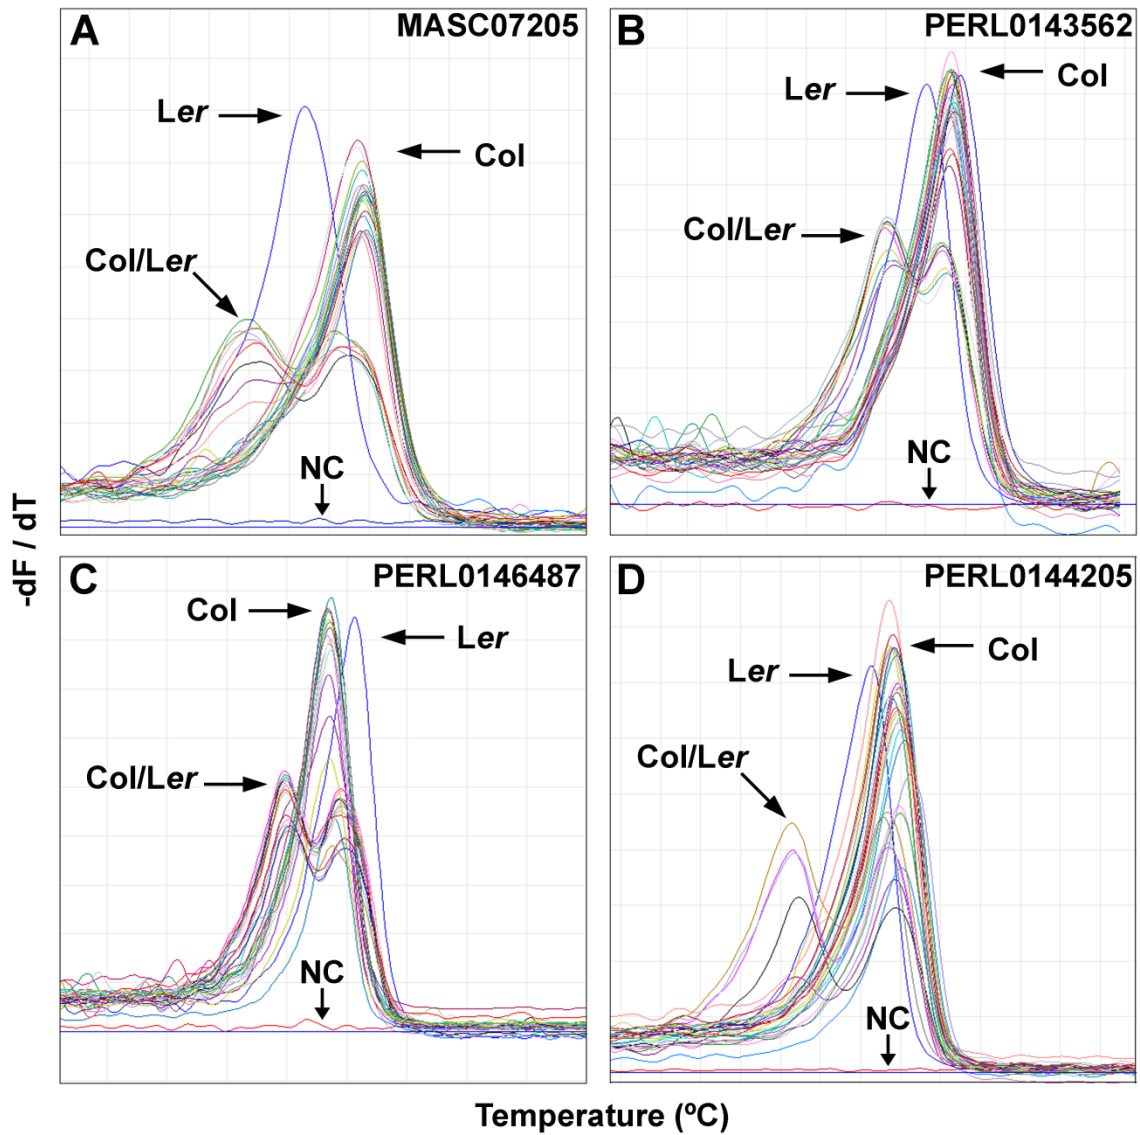 A MASC07205
Ler
Col
Col/Ler
NC
B PERL0143562
Ler
Col
Col/Ler
NC
-dF / dT
C PERL0146487
Col
Ler
Col/Ler
NC
D PERL0144205
Ler
Col
Col/Ler
NC
Temperature (ºC)